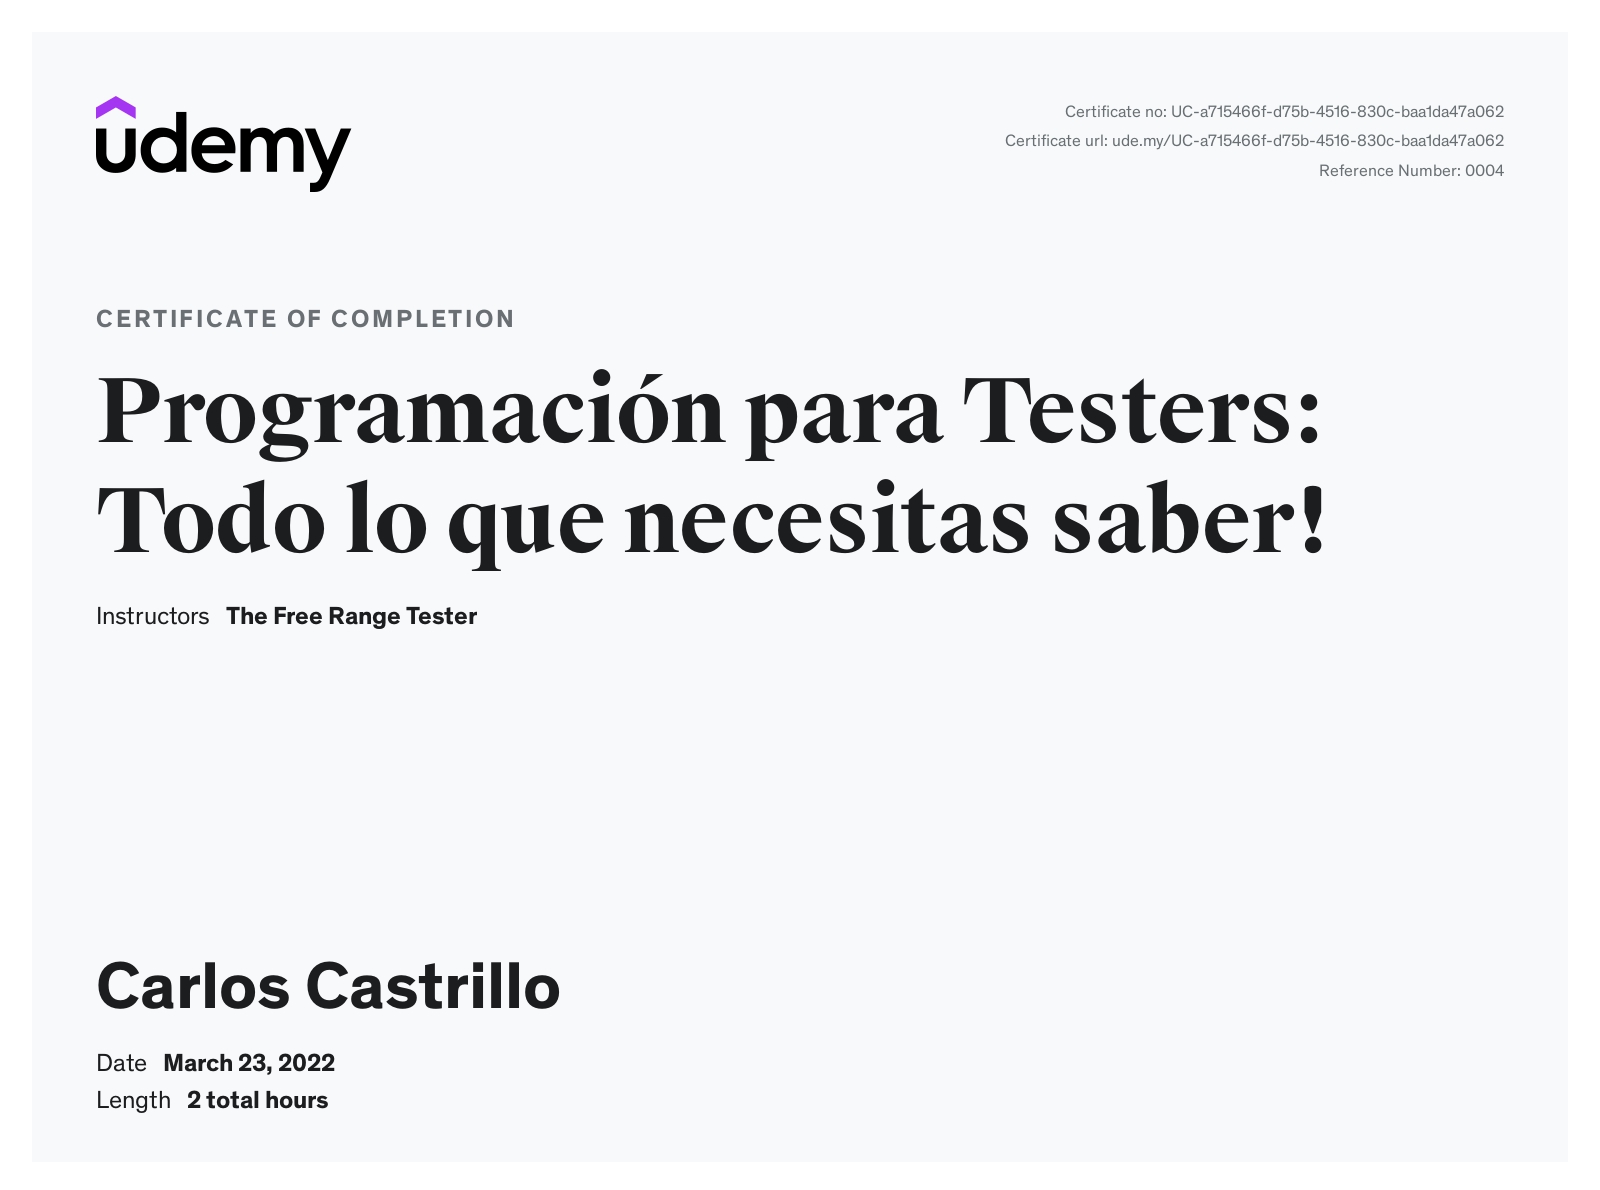 udemy
Certificate no: UC-a715466f-d75b-4516-830c-baa1da47a062
Certificate url: ude.my/UC-a715466f-d75b-4516-830c-baa1da47a062
Reference Number: 0004
CERTIFICATE OF COMPLETION
Programación para Testers:
Todo lo que necesitas saber!
Instructors The Free Range Tester
Carlos Castrillo
Date March 23, 2022
Length 2 total hours